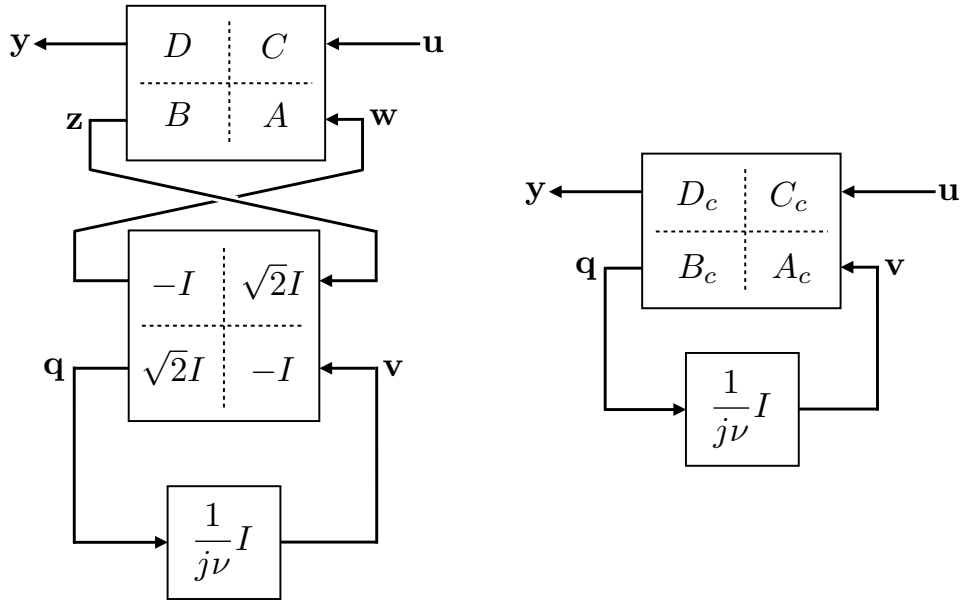 y D C u
z B A w
−I √2I
q √2I −I v
1/jν I
y D_c C_c u
q B_c A_c v
1/jν I